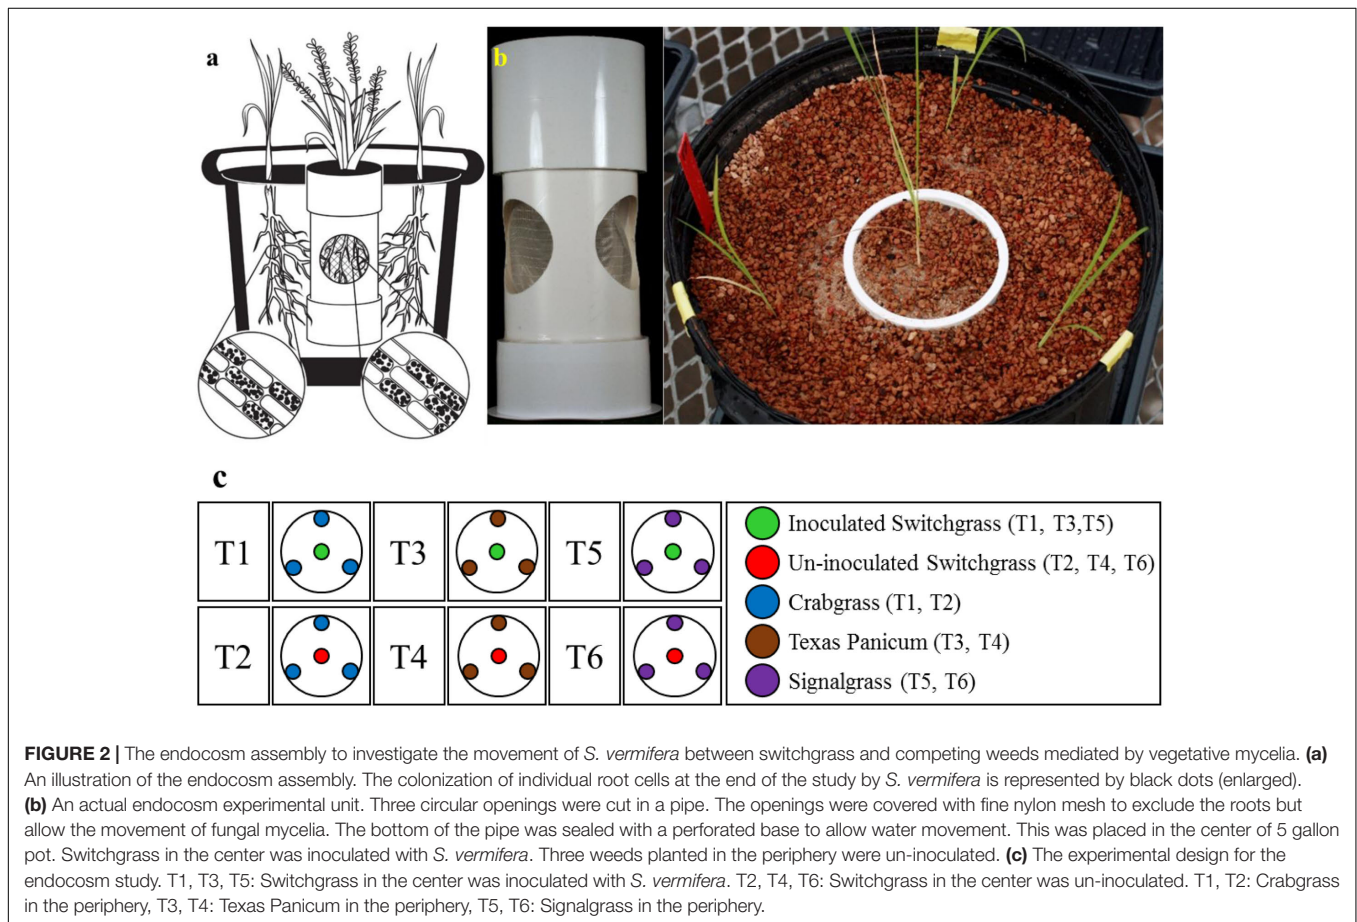 a
b
c
T1
T3
T5
Inoculated Switchgrass (T1, T3,T5)
Un-inoculated Switchgrass (T2, T4, T6)
Crabgrass (T1, T2)
T2
T4
T6
Texas Panicum (T3, T4)
Signalgrass (T5, T6)
FIGURE 2 | The endocosm assembly to investigate the movement of S. vermifera between switchgrass and competing weeds mediated by vegetative mycelia. (a)
An illustration of the endocosm assembly. The colonization of individual root cells at the end of the study by S. vermifera is represented by black dots (enlarged).
(b) An actual endocosm experimental unit. Three circular openings were cut in a pipe. The openings were covered with fine nylon mesh to exclude the roots but
allow the movement of fungal mycelia. The bottom of the pipe was sealed with a perforated base to allow water movement. This was placed in the center of 5 gallon
pot. Switchgrass in the center was inoculated with S. vermifera. Three weeds planted in the periphery were un-inoculated. (c) The experimental design for the
endocosm study. T1, T3, T5: Switchgrass in the center was inoculated with S. vermifera. T2, T4, T6: Switchgrass in the center was un-inoculated. T1, T2: Crabgrass
in the periphery, T3, T4: Texas Panicum in the periphery, T5, T6: Signalgrass in the periphery.